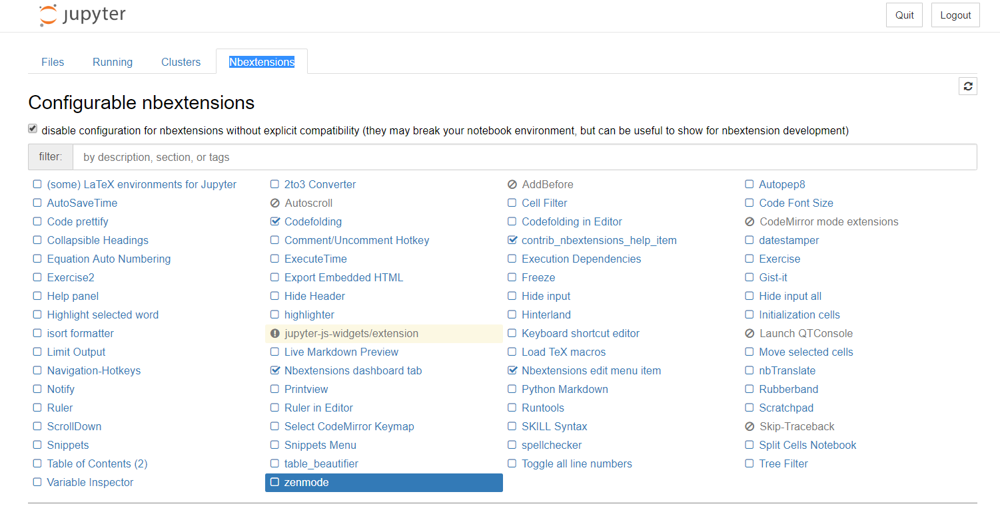 jupyter Quit Logout
Files Running Clusters Nbextensions
Configurable nbextensions
disable configuration for nbextensions without explicit compatibility (they may break your notebook environment, but can be useful to show for nbextension development)
filter: by description, section, or tags
(some) LaTeX environments for Jupyter 2to3 Converter AddBefore Autopep8
AutoSaveTime Autoscroll Cell Filter Code Font Size
Code prettify Codefolding Codefolding in Editor CodeMirror mode extensions
Collapsible Headings Comment/Uncomment Hotkey contrib_nbextensions_help_item datestamper
Equation Auto Numbering ExecuteTime Execution Dependencies Exercise
Exercise2 Export Embedded HTML Freeze Gist-it
Help panel Hide Header Hide input Hide input all
Highlight selected word highlighter Hinterland Initialization cells
isort formatter jupyter-js-widgets/extension Keyboard shortcut editor Launch QTConsole
Limit Output Live Markdown Preview Load TeX macros Move selected cells
Navigation-Hotkeys Nbextensions dashboard tab Nbextensions edit menu item nbTranslate
Notify Printview Python Markdown Rubberband
Ruler Ruler in Editor Runtools Scratchpad
ScrollDown Select CodeMirror Keymap SKILL Syntax Skip-Traceback
Snippets Snippets Menu spellchecker Split Cells Notebook
Table of Contents (2) table_beautifier Toggle all line numbers Tree Filter
Variable Inspector zenmode